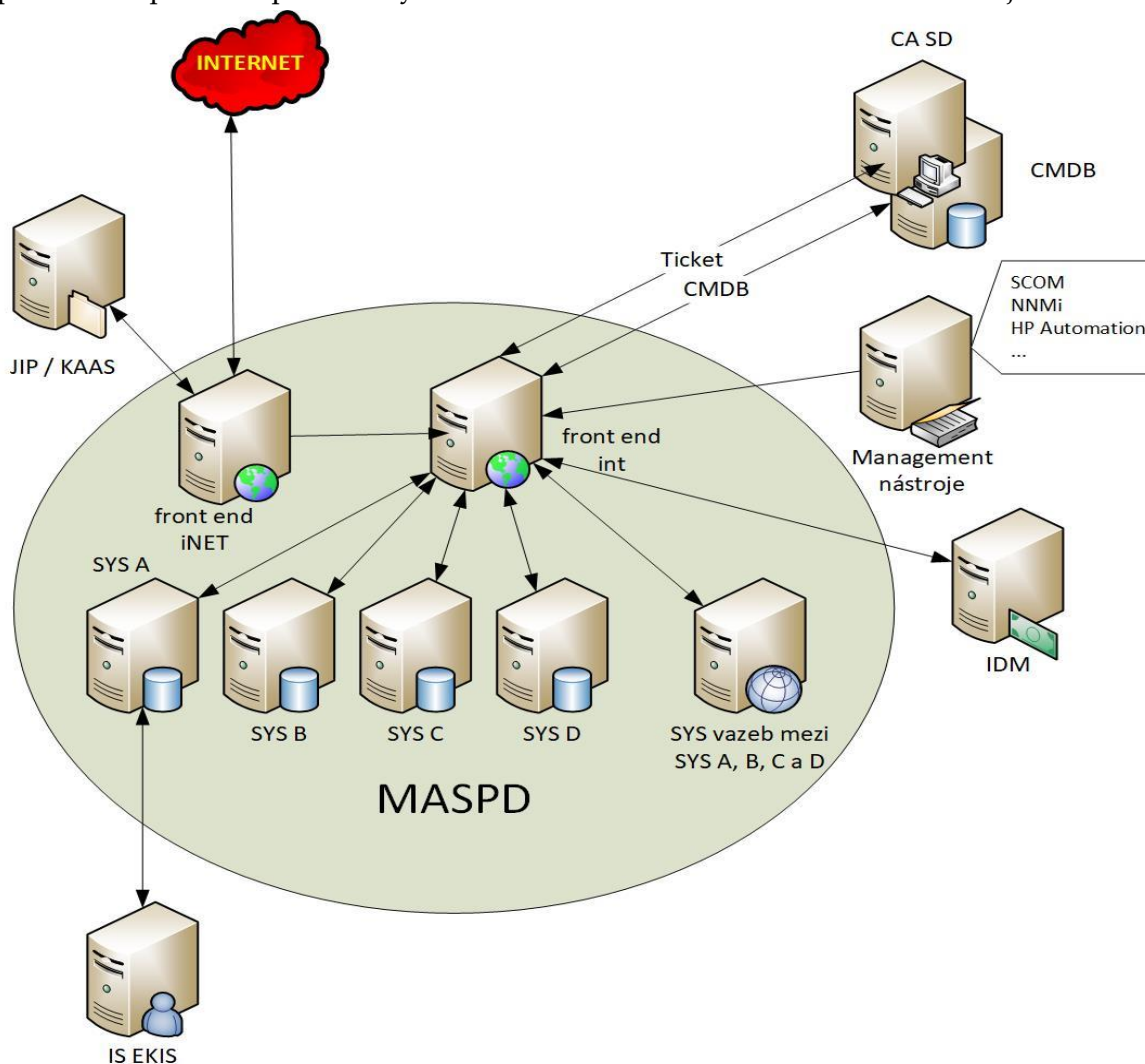 INTERNET
CA SD
CMDB
Ticket
CMDB
SCOM
NNMi
HP Automation
...
JIP / KAAS
front end
int
Management
nástroje
front end
iNET
SYS A
IDM
SYS B
SYS C
SYS D
SYS vazeb mezi
SYS A, B, C a D
MASPD
IS EKIS